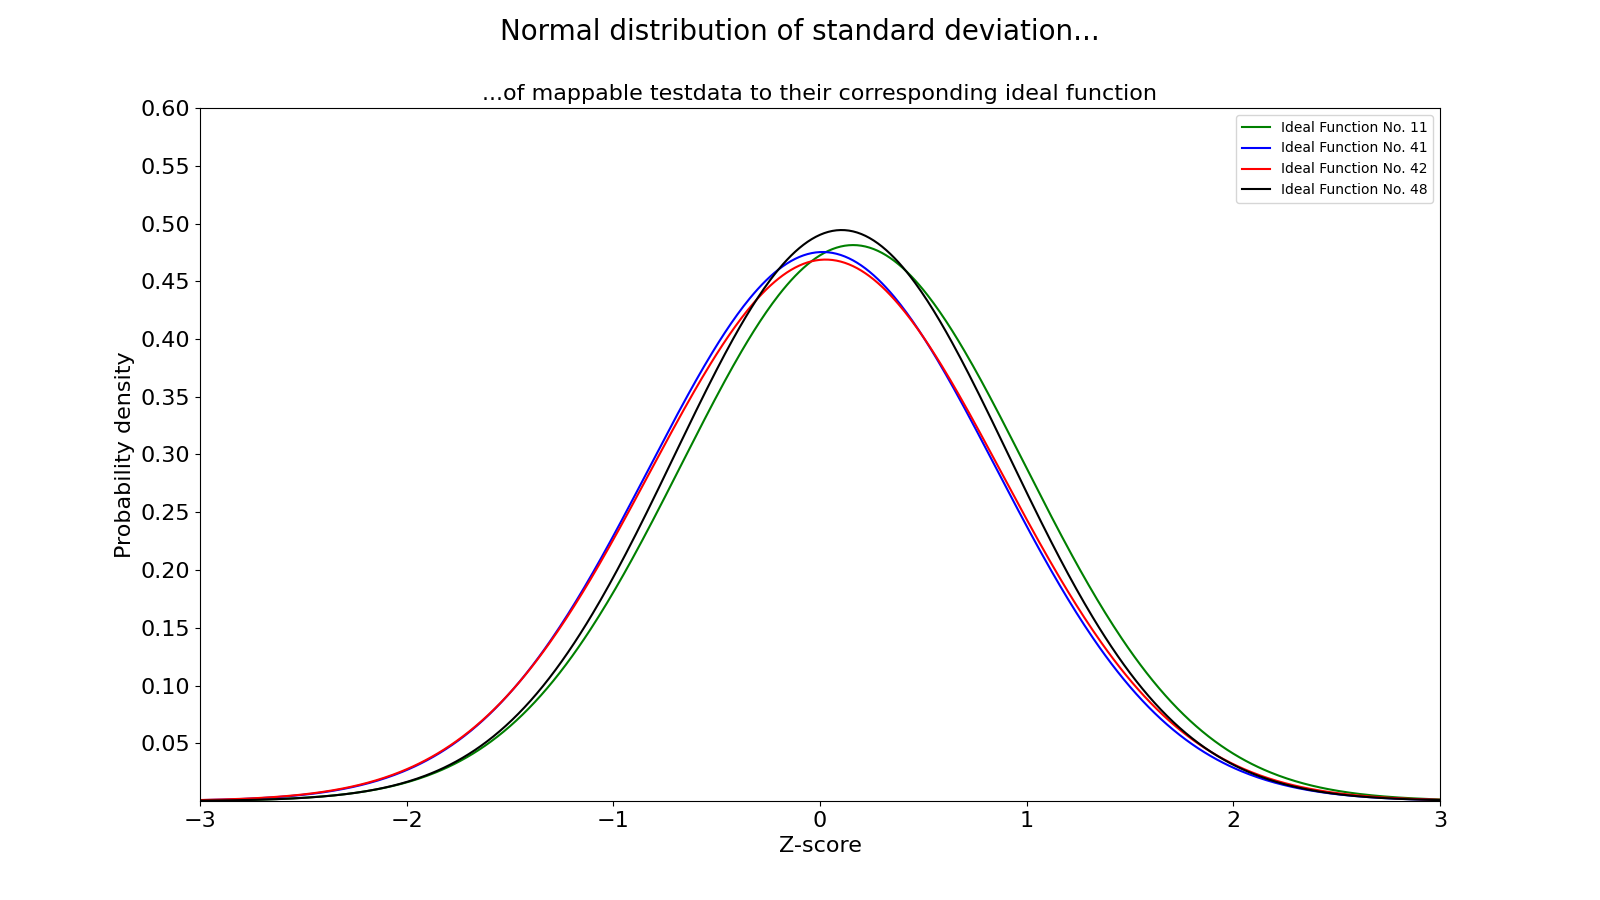 Normal distribution of standard deviation...
...of mappable testdata to their corresponding ideal function
Ideal Function No. 11
Ideal Function No. 41
Ideal Function No. 42
Ideal Function No. 48
0.60
0.55
0.50
0.45
0.40
0.35
0.30
0.25
0.20
0.15
0.10
0.05
Probability density
−3 −2 −1 0 1 2 3
Z-score